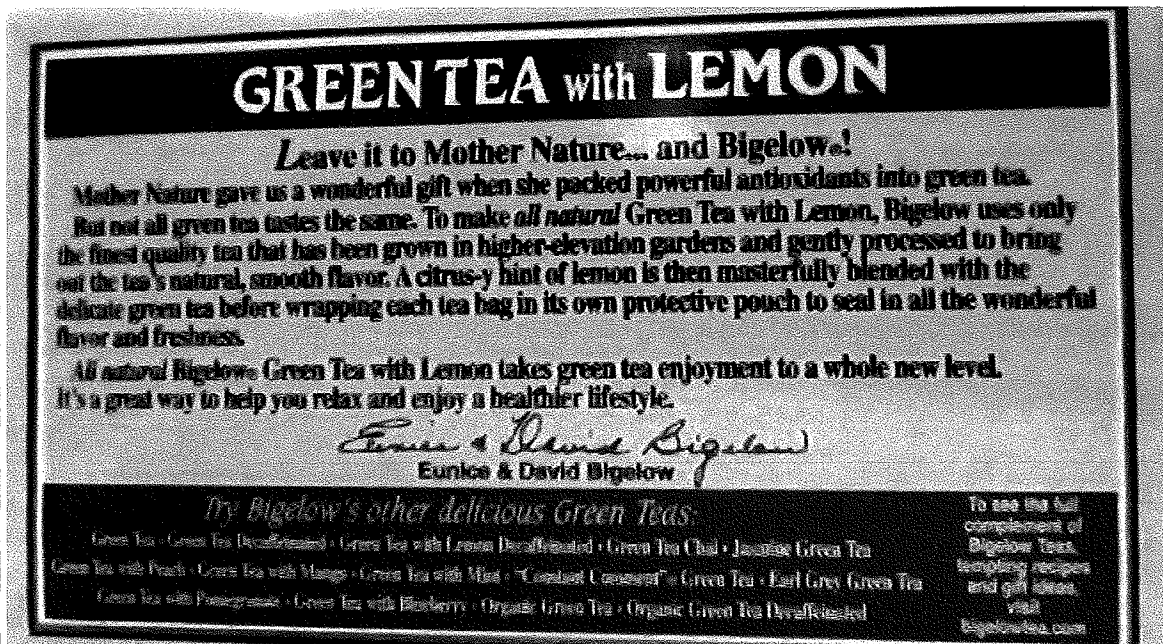 GREEN TEA with LEMON
Leave it to Mother Nature... and Bigelow®!
Mother Nature gave us a wonderful gift when she packed powerful antioxidants into green tea.
But not all green tea tastes the same. To make all natural Green Tea with Lemon, Bigelow uses only
the finest quality tea that has been grown in higher-elevation gardens and gently processed to bring
out the tea's natural, smooth flavor. A citrus-y hint of lemon is then masterfully blended with the
delicate green tea before wrapping each tea bag in its own protective pouch to seal in all the wonderful
flavor and freshness.
All natural Bigelow® Green Tea with Lemon takes green tea enjoyment to a whole new level.
It's a great way to help you relax and enjoy a healthier lifestyle.
Eunice & David Bigelow
Eunice & David Bigelow
Try Bigelow's other delicious Green Teas:
Green Tea • Green Tea Decaffeinated • Green Tea with Lemon Decaffeinated • Green Tea Chai • Jasmine Green Tea
Green Tea with Peach • Green Tea with Mango • Green Tea with Mint • "Constant Comment"® Green Tea • Earl Grey Green Tea
Green Tea with Pomegranate • Green Tea with Blueberry • Organic Green Tea • Organic Green Tea Decaffeinated
To see the full
complement of
Bigelow Teas,
tempting recipes
and gift ideas,
visit
bigelowtea.com